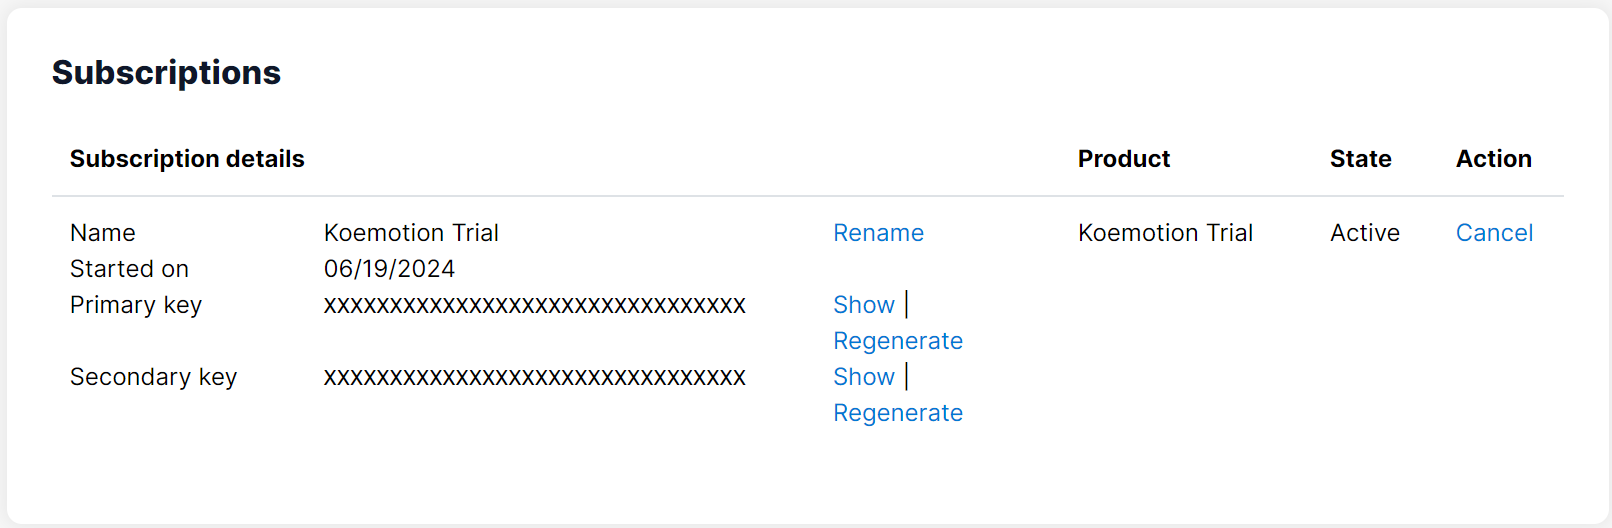 Subscriptions
Subscription details Product State Action
Name Koemotion Trial Rename Koemotion Trial Active Cancel
Started on 06/19/2024
Primary key xxxxxxxxxxxxxxxxxxxxxxxxxxxxxxxx Show |
Regenerate
Secondary key xxxxxxxxxxxxxxxxxxxxxxxxxxxxxxxx Show |
Regenerate